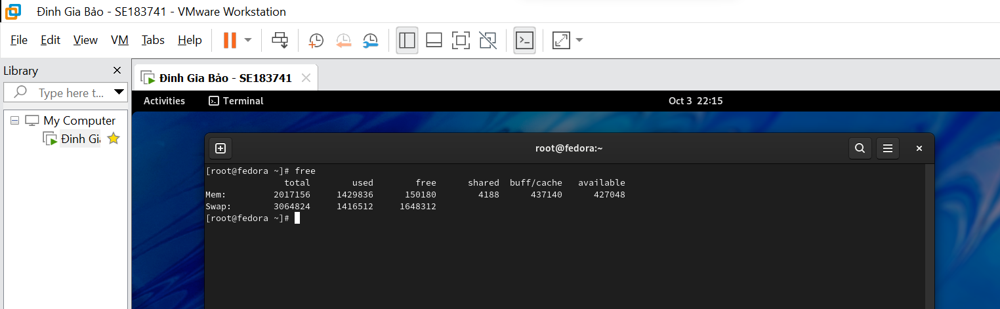 Đinh Gia Bảo - SE183741 - VMware Workstation
File Edit View VM Tabs Help
Library
Type here t...
Đinh Gia Bảo - SE183741
My Computer
Đinh Gi
Activities Terminal Oct 3 22:15
root@fedora:~
[root@fedora ~]# free
total used free shared buff/cache available
Mem: 2017156 1429836 150180 4188 437140 427048
Swap: 3064824 1416512 1648312
[root@fedora ~]#